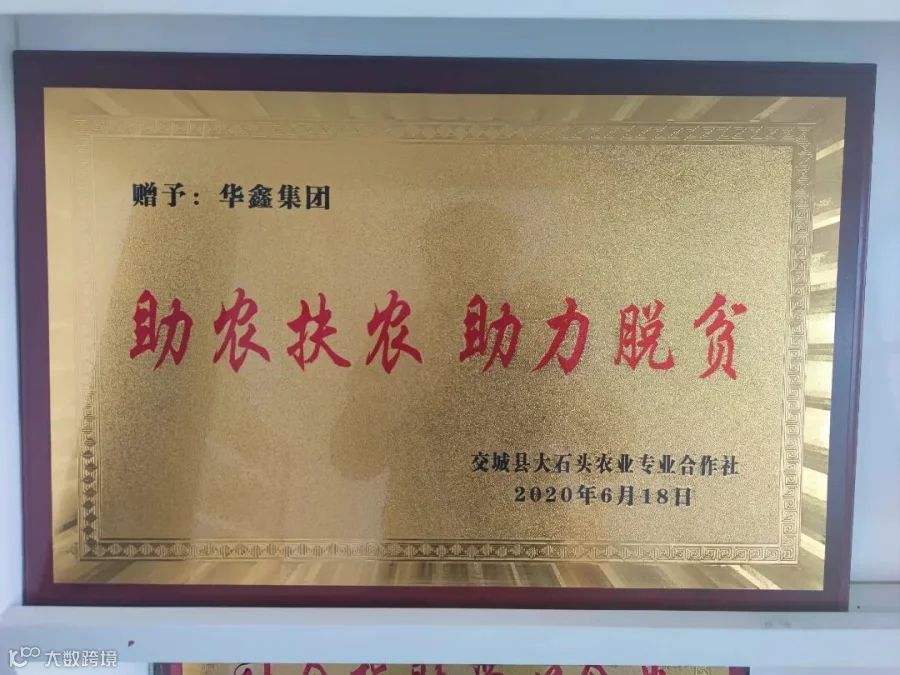 赠予：华鑫集团
助农扶农 助力脱贫
交城县大石头农业专业合作社
2020年6月18日
大数跨境